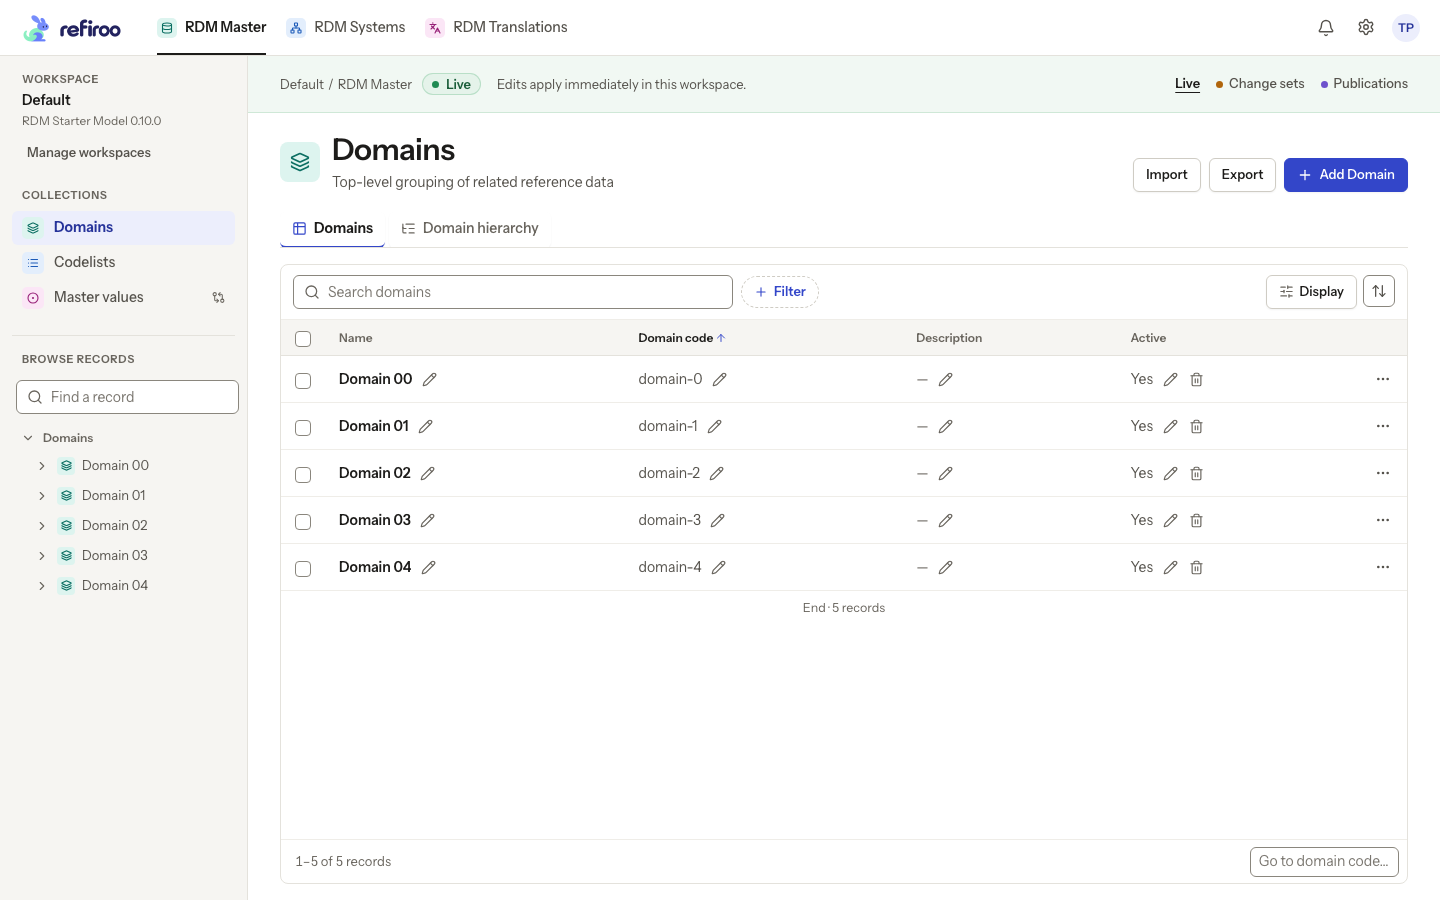 refiroo
RDM Master
RDM Systems
RDM Translations
TP
WORKSPACE
Default
RDM Starter Model 0.10.0
Manage workspaces
COLLECTIONS
Domains
Codelists
Master values
BROWSE RECORDS
Find a record
Domains
Domain 00
Domain 01
Domain 02
Domain 03
Domain 04
Default / RDM Master
Live
Edits apply immediately in this workspace.
Live
Change sets
Publications
Domains
Top-level grouping of related reference data
Import
Export
Add Domain
Domains
Domain hierarchy
Search domains
Filter
Display
Name Domain code Description Active
Domain 00 domain-0 — Yes
Domain 01 domain-1 — Yes
Domain 02 domain-2 — Yes
Domain 03 domain-3 — Yes
Domain 04 domain-4 — Yes
End · 5 records
1–5 of 5 records
Go to domain code...